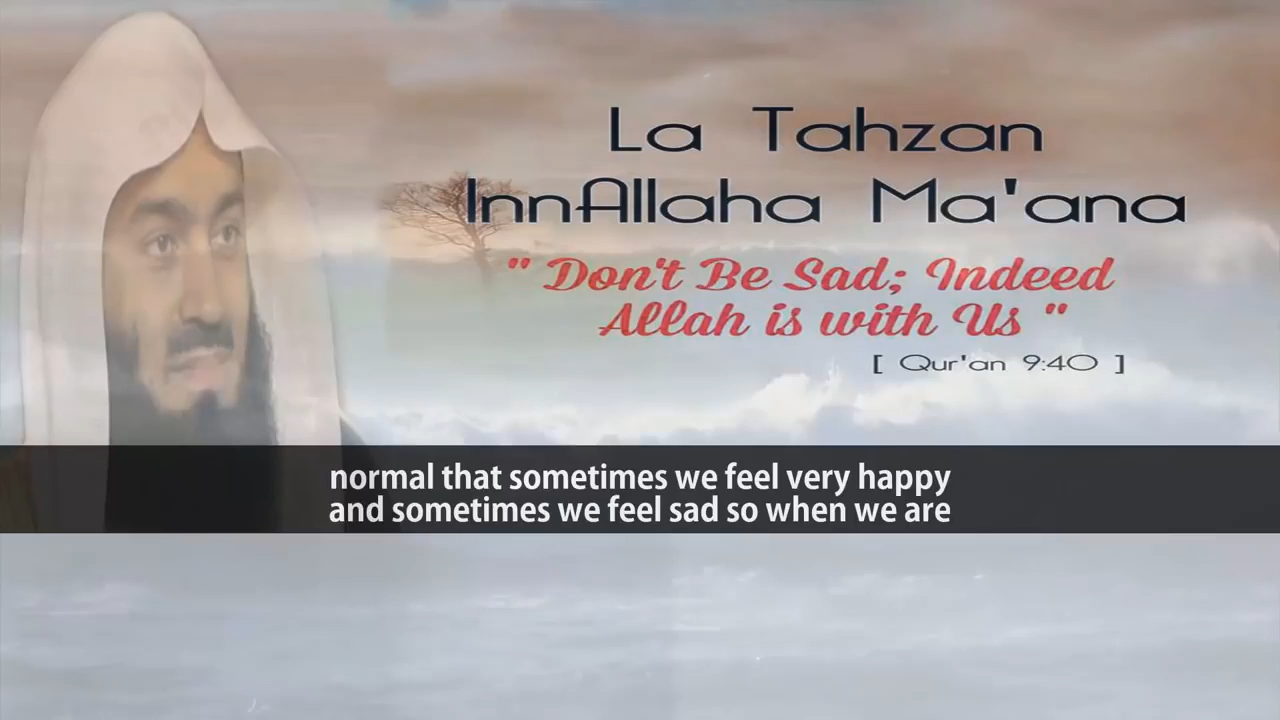 La Tahzan
InnAllaha Ma'ana
" Don't Be Sad; Indeed
Allah is with Us "
[ Qur'an 9:40 ]
normal that sometimes we feel very happy
and sometimes we feel sad so when we are